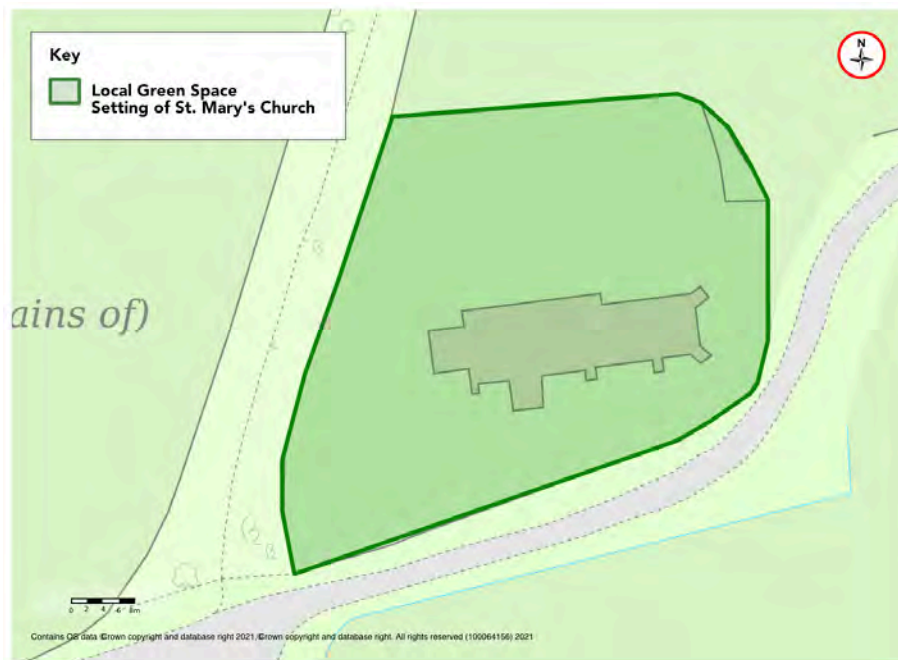 Key
Local Green Space
Setting of St. Mary's Church
N
ains of)
0 2 4 6 8m
Contains OS data ©Crown copyright and database right 2021,©Crown copyright and database right. All rights reserved (100064156) 2021